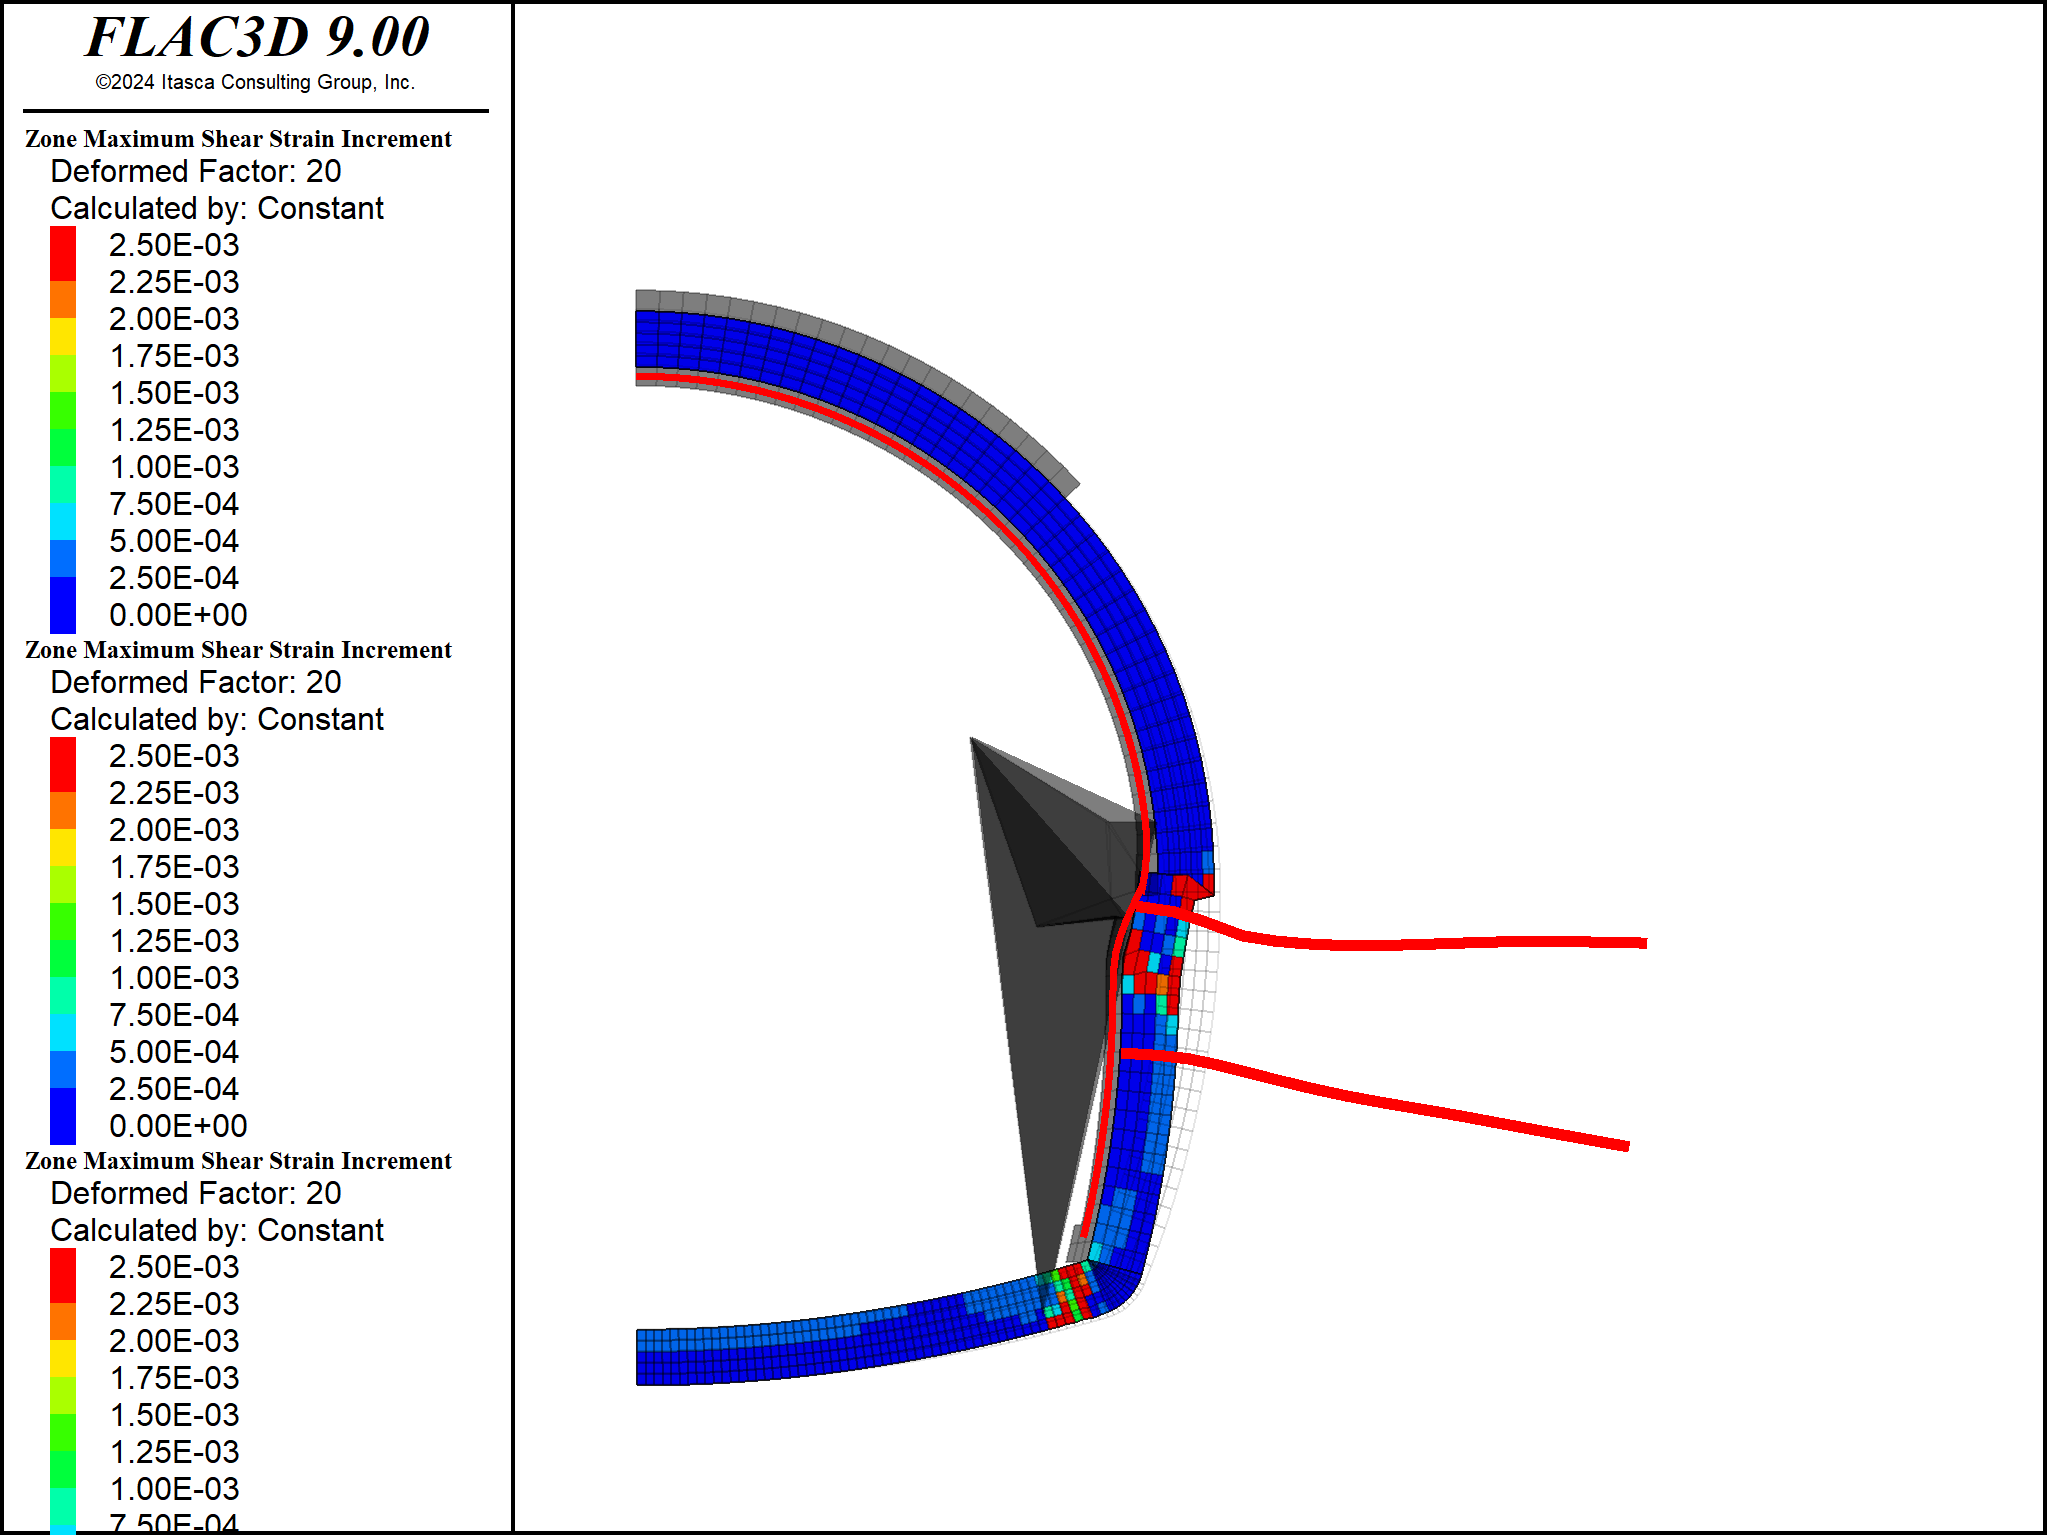 FLAC3D 9.00
©2024 Itasca Consulting Group, Inc.
Zone Maximum Shear Strain Increment
Deformed Factor: 20
Calculated by: Constant
2.50E-03
2.25E-03
2.00E-03
1.75E-03
1.50E-03
1.25E-03
1.00E-03
7.50E-04
5.00E-04
2.50E-04
0.00E+00
Zone Maximum Shear Strain Increment
Deformed Factor: 20
Calculated by: Constant
2.50E-03
2.25E-03
2.00E-03
1.75E-03
1.50E-03
1.25E-03
1.00E-03
7.50E-04
5.00E-04
2.50E-04
0.00E+00
Zone Maximum Shear Strain Increment
Deformed Factor: 20
Calculated by: Constant
2.50E-03
2.25E-03
2.00E-03
1.75E-03
1.50E-03
1.25E-03
1.00E-03
7.50E-04